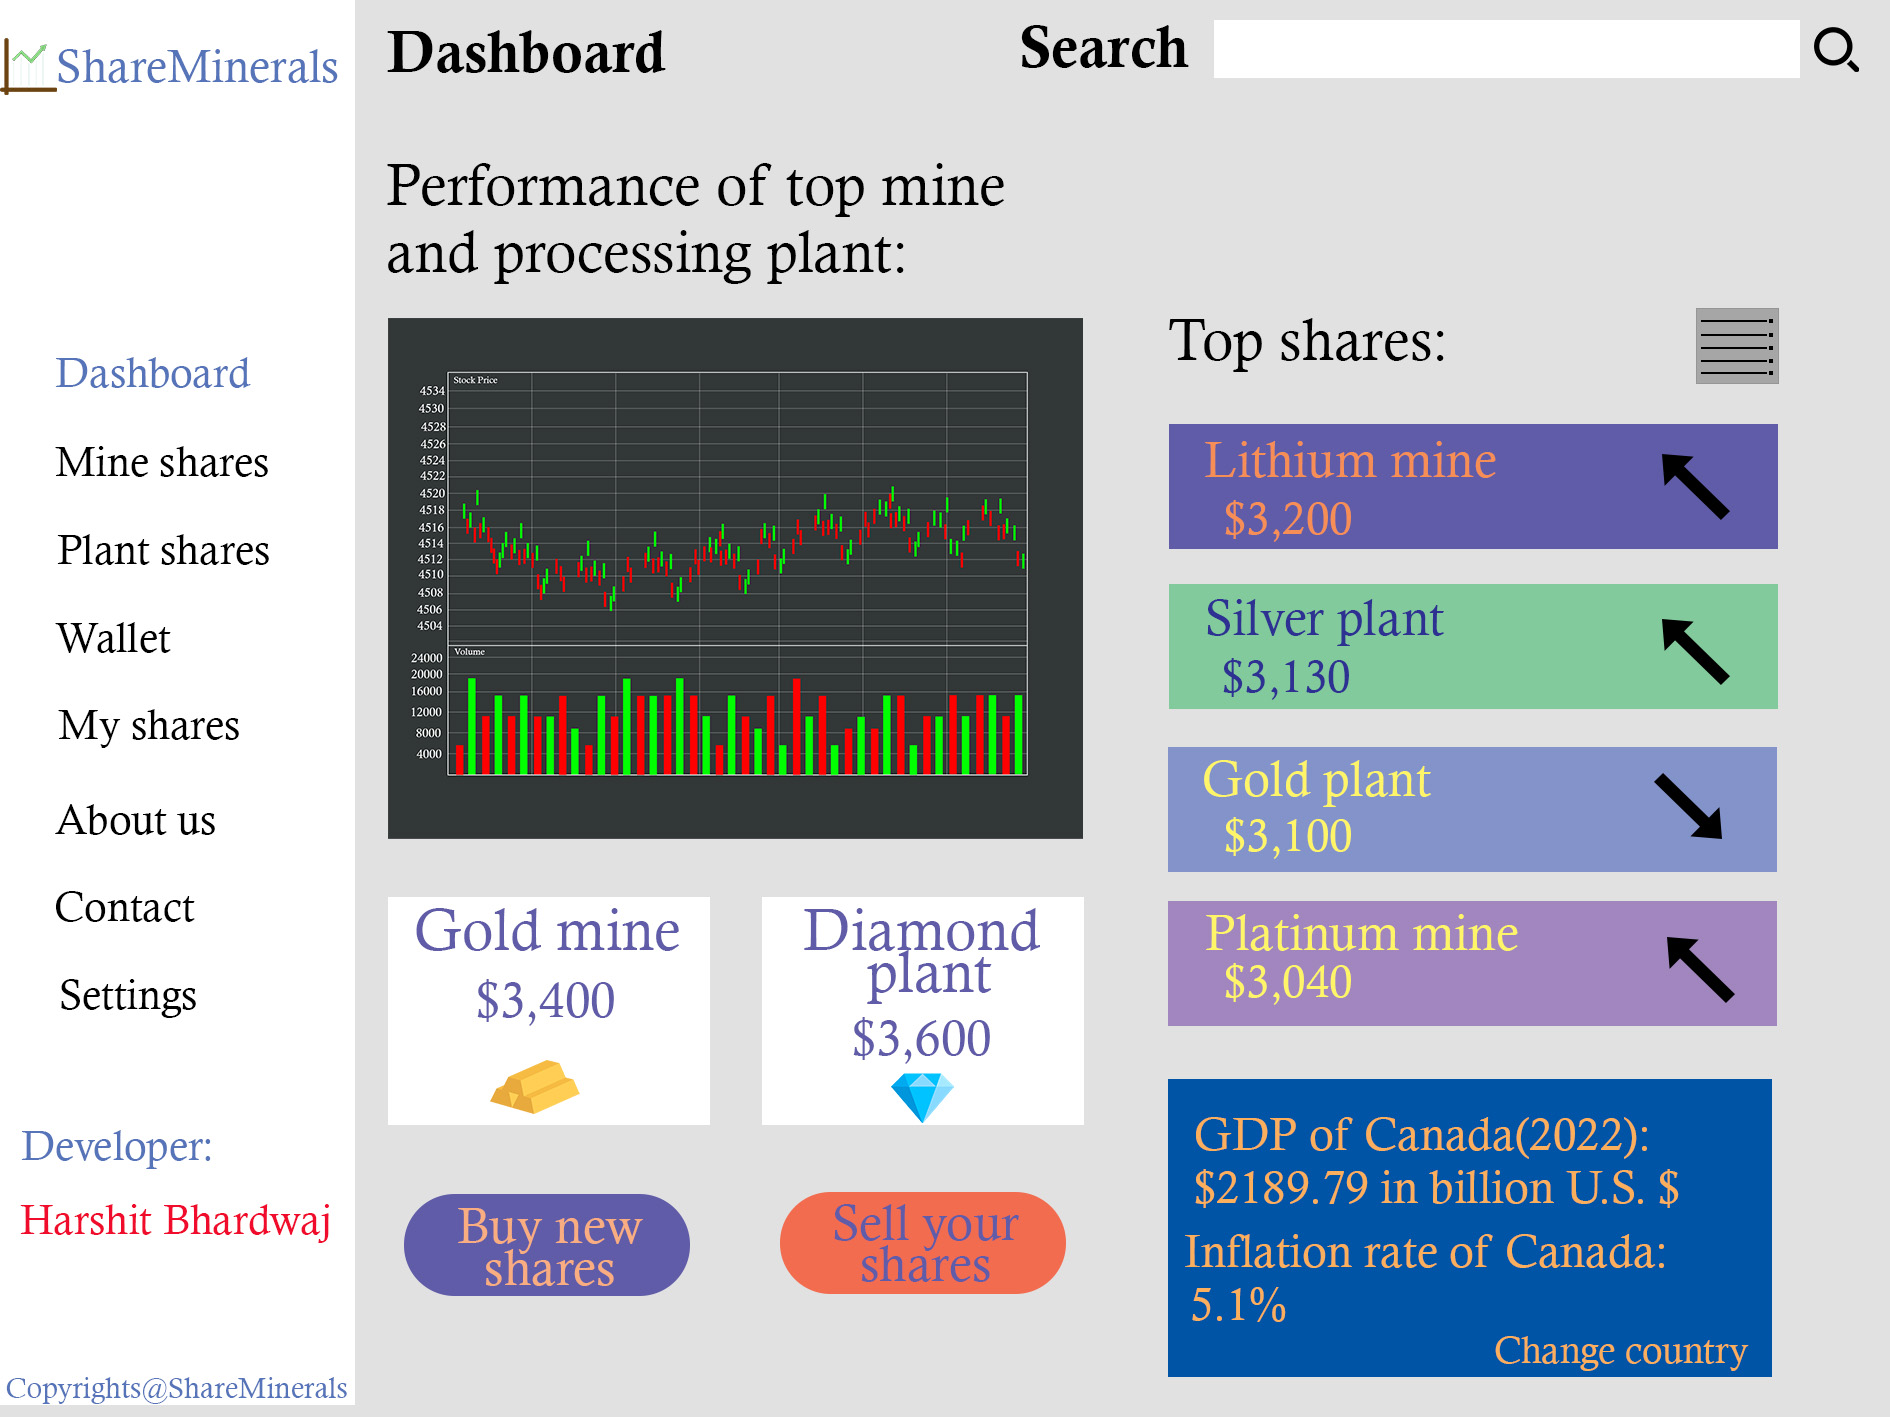 ShareMinerals
Dashboard
Search
Performance of top mine
and processing plant:
Dashboard
Mine shares
Plant shares
Wallet
My shares
About us
Contact
Settings
Developer:
Harshit Bhardwaj
Copyrights@ShareMinerals
Stock Price
4534
4530
4528
4526
4524
4522
4520
4518
4516
4514
4512
4510
4508
4506
4504
Volume
24000
20000
16000
12000
8000
4000
Gold mine
$3,400
Diamond
plant
$3,600
Buy new
shares
Sell your
shares
Top shares:
Lithium mine
$3,200
Silver plant
$3,130
Gold plant
$3,100
Platinum mine
$3,040
GDP of Canada(2022):
$2189.79 in billion U.S. $
Inflation rate of Canada:
5.1%
Change country